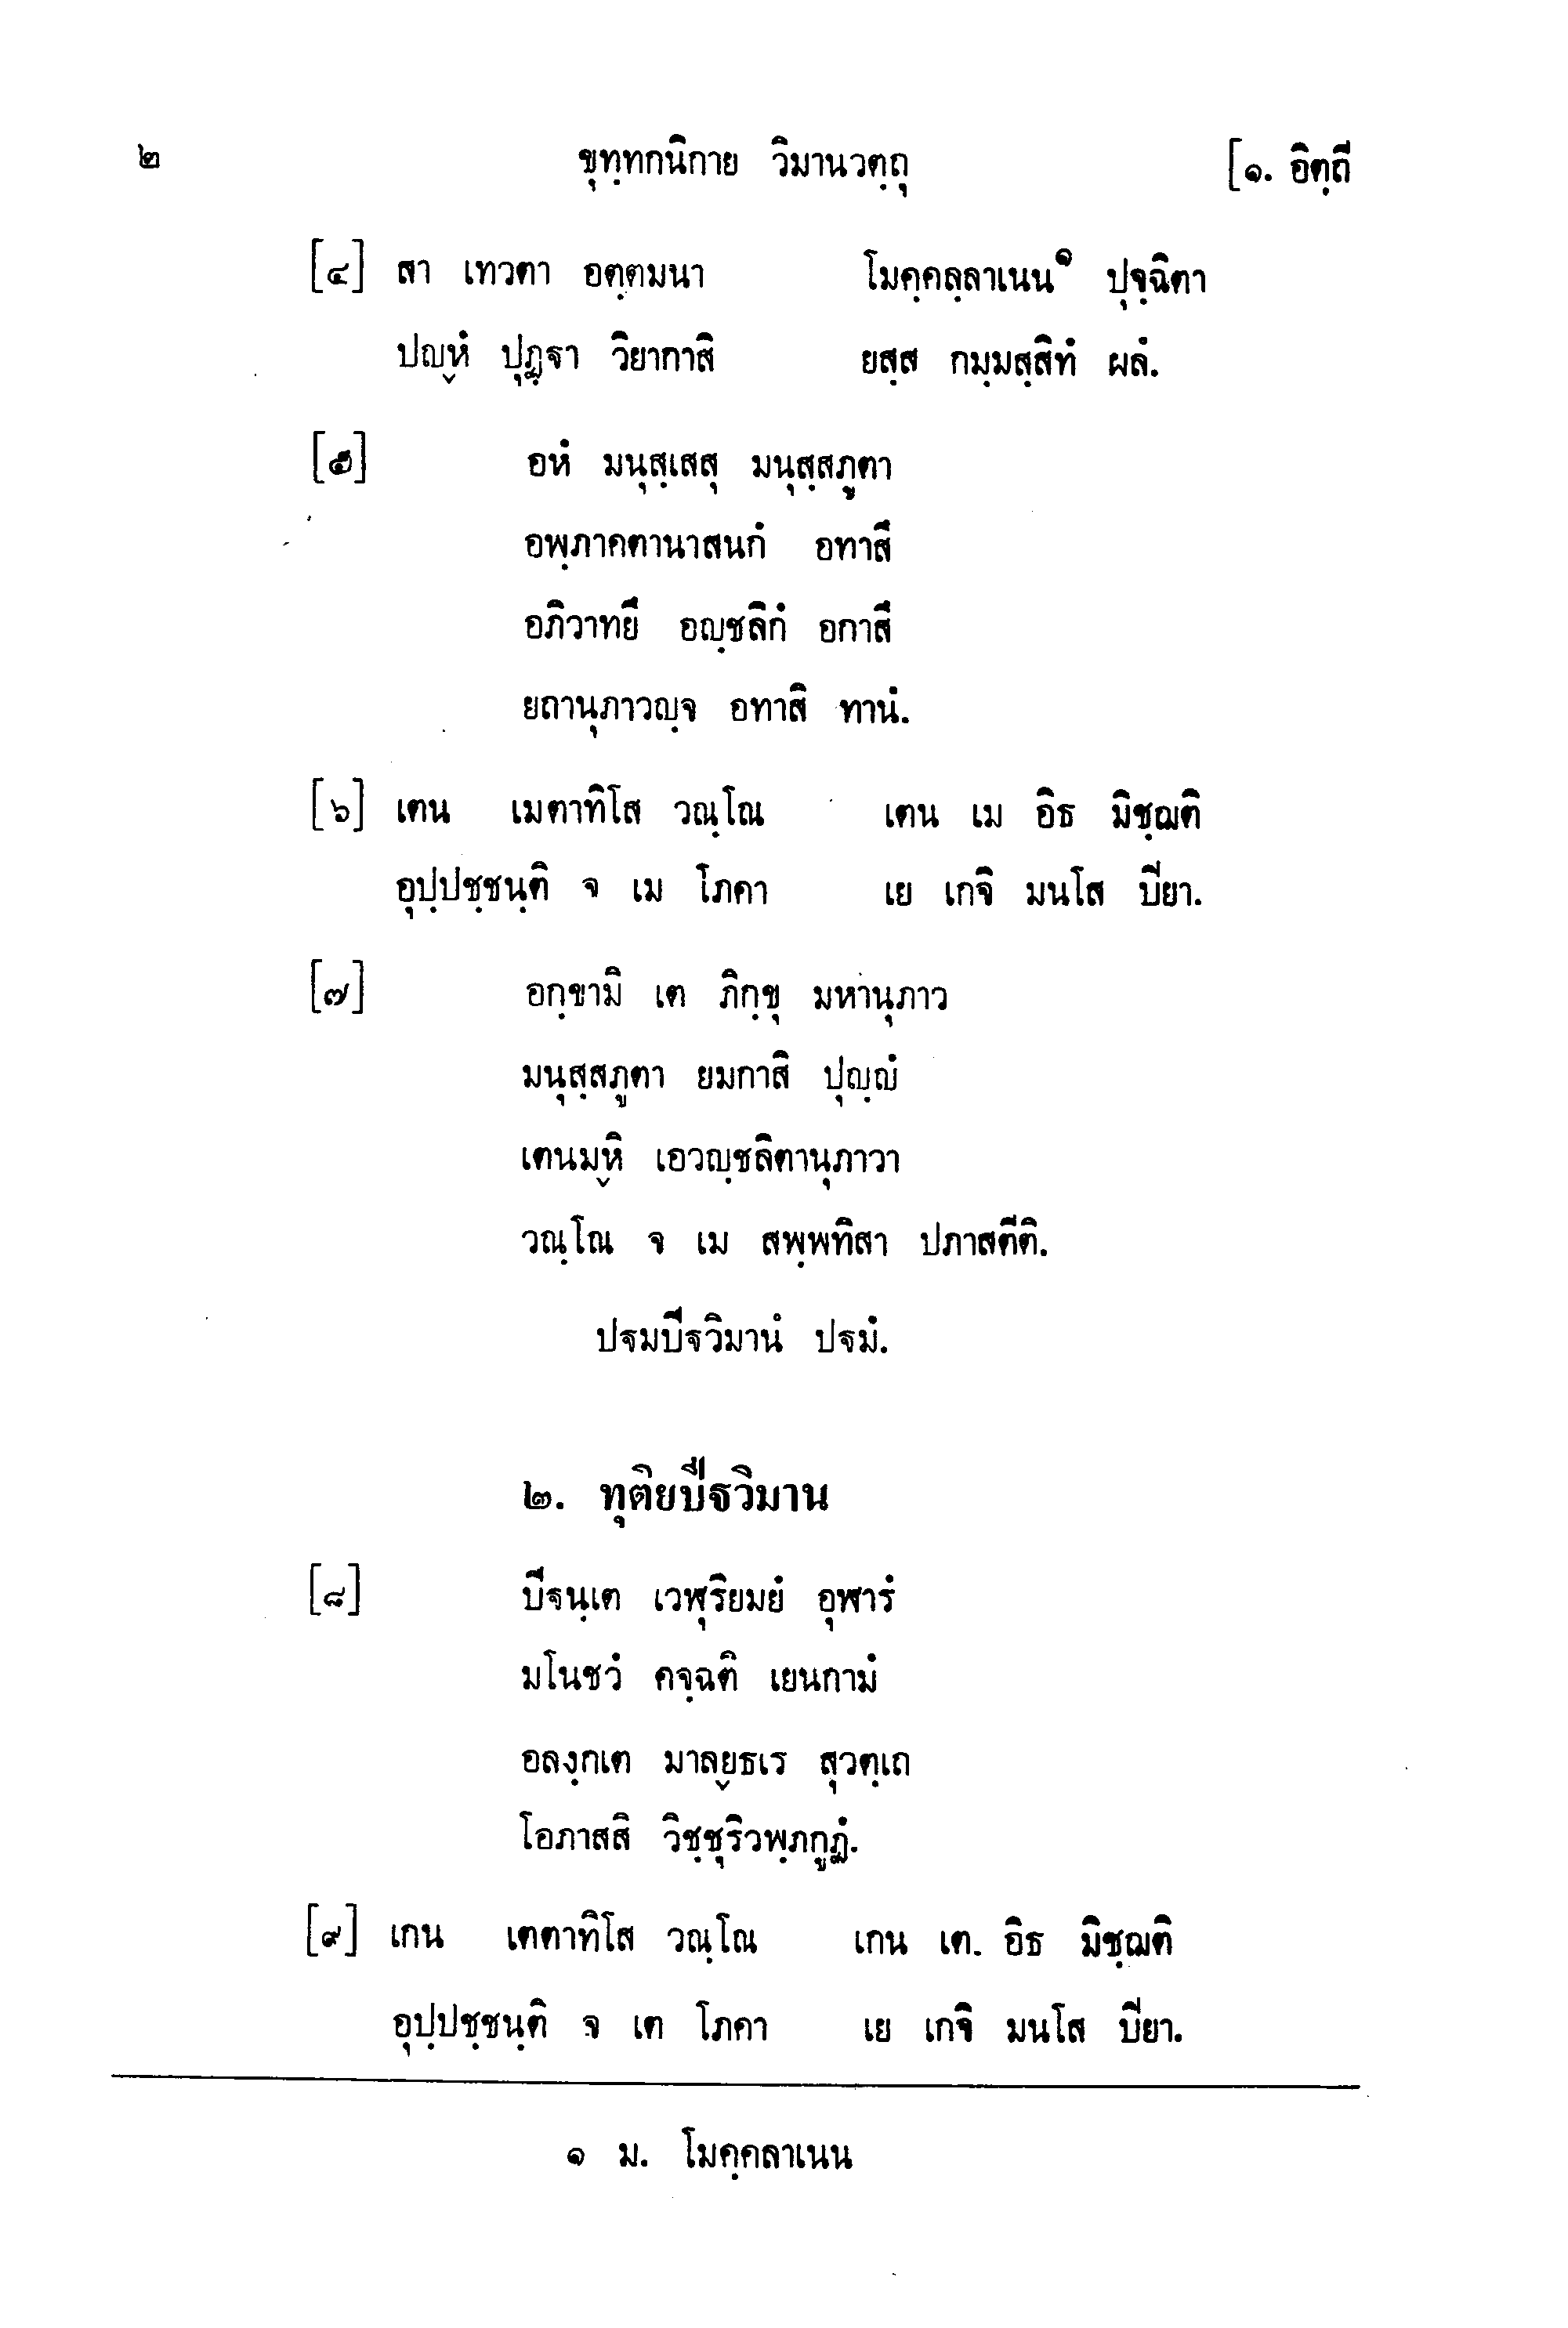 ๒ ขุทฺทกนิกาย วิมานวตฺถุ [๑. อิตฺถี
[๔] สา เทวตา อตฺตมนา โมคฺคลฺลาเนน๑ ปุจฺฉิตา
ปญฺหํ ปุฏฺฐา วิยากาสิ ยสฺส กมฺมสฺสิทํ ผลํ.
[๕] อหํ มนุสฺเสสุ มนุสฺสภูตา
อพฺภาคตานาสนกํ อทาสึ
อภิวาทยึ อญฺชลิกํ อกาสึ
ยถานุภาวญฺจ อทาสิ ทานํ.
[๖] เตน เมตาทิโส วณฺโณ เตน เม อิธ มิชฺฌติ
อุปฺปชฺชนฺติ จ เม โภคา เย เกจิ มนโส ปียา.
[๗] อกฺขามิ เต ภิกฺขุ มหานุภาว
มนุสฺสภูตา ยมกาสิ ปุญฺญํ
เตนมฺหิ เอวญฺชลิตานุภาวา
วณฺโณ จ เม สพฺพทิสา ปภาสตีติ.
ปฐมปีฐวิมานํ ปฐมํ.
๒. ทุติยปีฐวิมาน
[๘] ปีฐนฺเต เวฬุริยมยํ อุฬารํ
มโนชวํ คจฺฉติ เยนกามํ
อลงฺกเต มาลฺยธเร สุวตฺเถ
โอภาสสิ วิชฺชุริวพฺภกูฏํ.
[๙] เกน เตตาทิโส วณฺโณ เกน เต. อิธ มิชฺฌติ
อุปฺปชฺชนฺติ จ เต โภคา เย เกจิ มนโส ปียา.
๑ ม. โมคฺคลาเนน